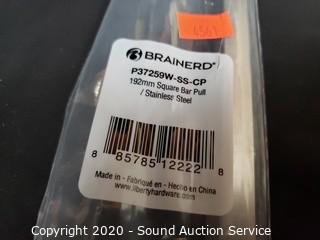 4541
BRAINERD®
P37259W-SS-CP
192mm Square Bar Pull
/ Stainless Steel
8 85785 12222 8
Made in - Fabriqué en - Hecho en China
www.libertyhardware.com
Copyright 2020 - Sound Auction Service